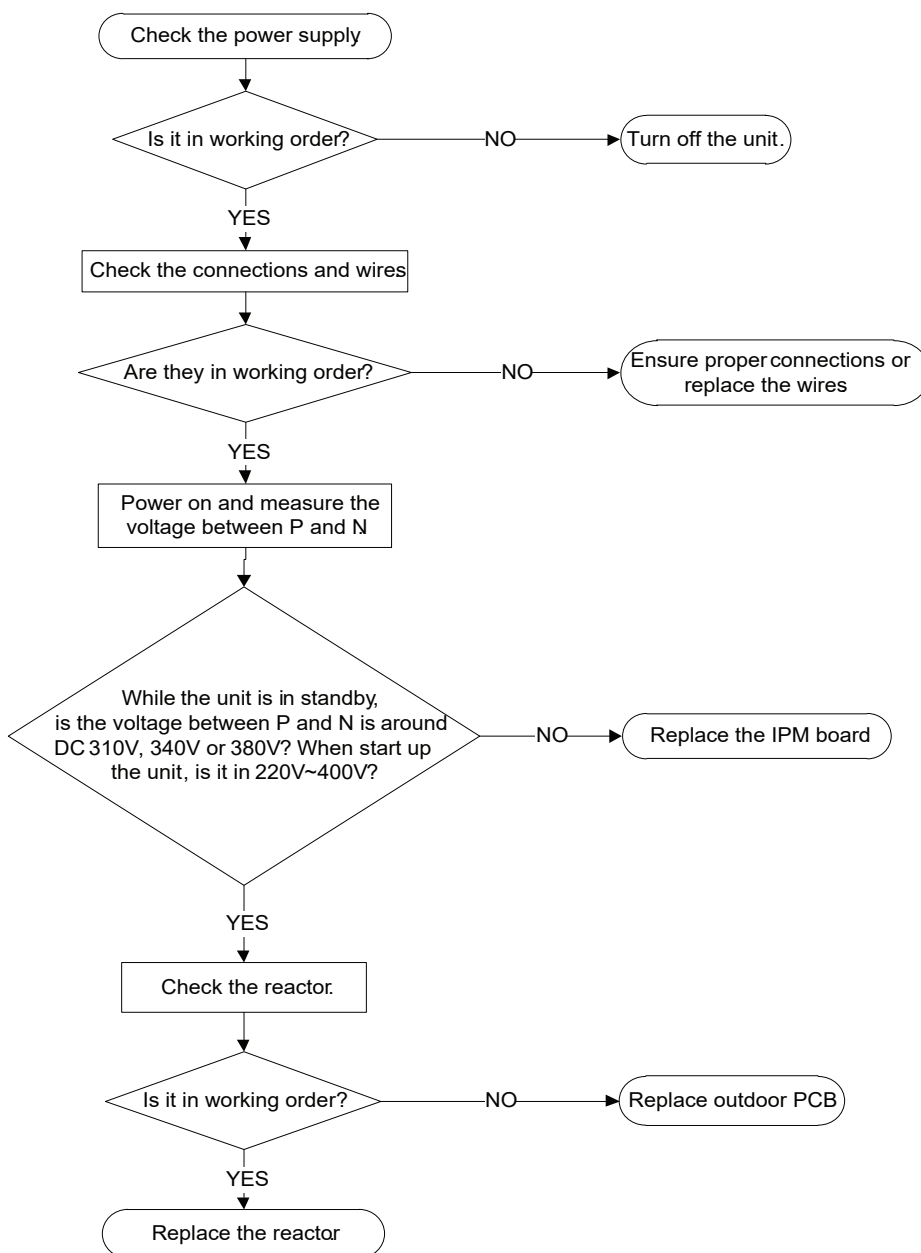 Check the power supply.
Is it in working order?
NO
Turn off the unit.
YES
Check the connections and wires.
Are they in working order?
NO
Ensure proper connections or
replace the wires
YES
Power on and measure the
voltage between P and N.
While the unit is in standby,
is the voltage between P and N is around
DC 310V, 340V or 380V? When start up
the unit, is it in 220V~400V?
NO
Replace the IPM board
YES
Check the reactor.
Is it in working order?
NO
Replace outdoor PCB
YES
Replace the reactor.